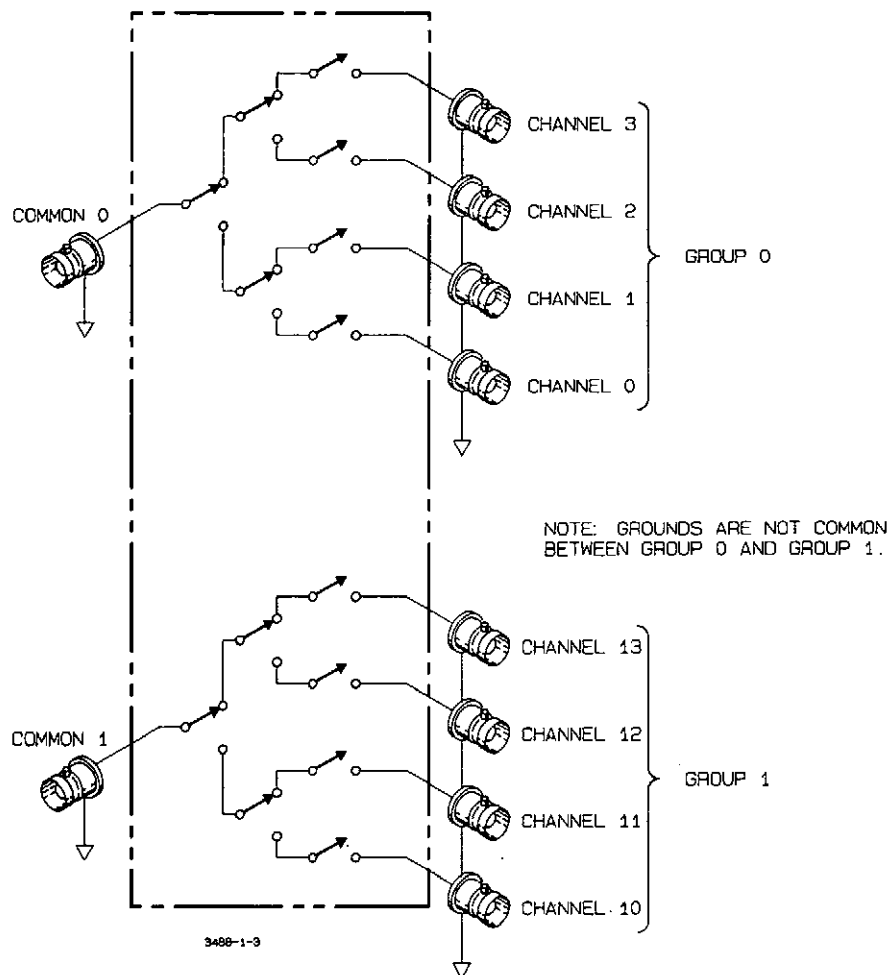 CHANNEL 3
COMMON 0
CHANNEL 2
GROUP 0
CHANNEL 1
CHANNEL 0
NOTE: GROUNDS ARE NOT COMMON
BETWEEN GROUP 0 AND GROUP 1.
CHANNEL 13
COMMON 1
CHANNEL 12
GROUP 1
CHANNEL 11
CHANNEL 10
3488-1-3